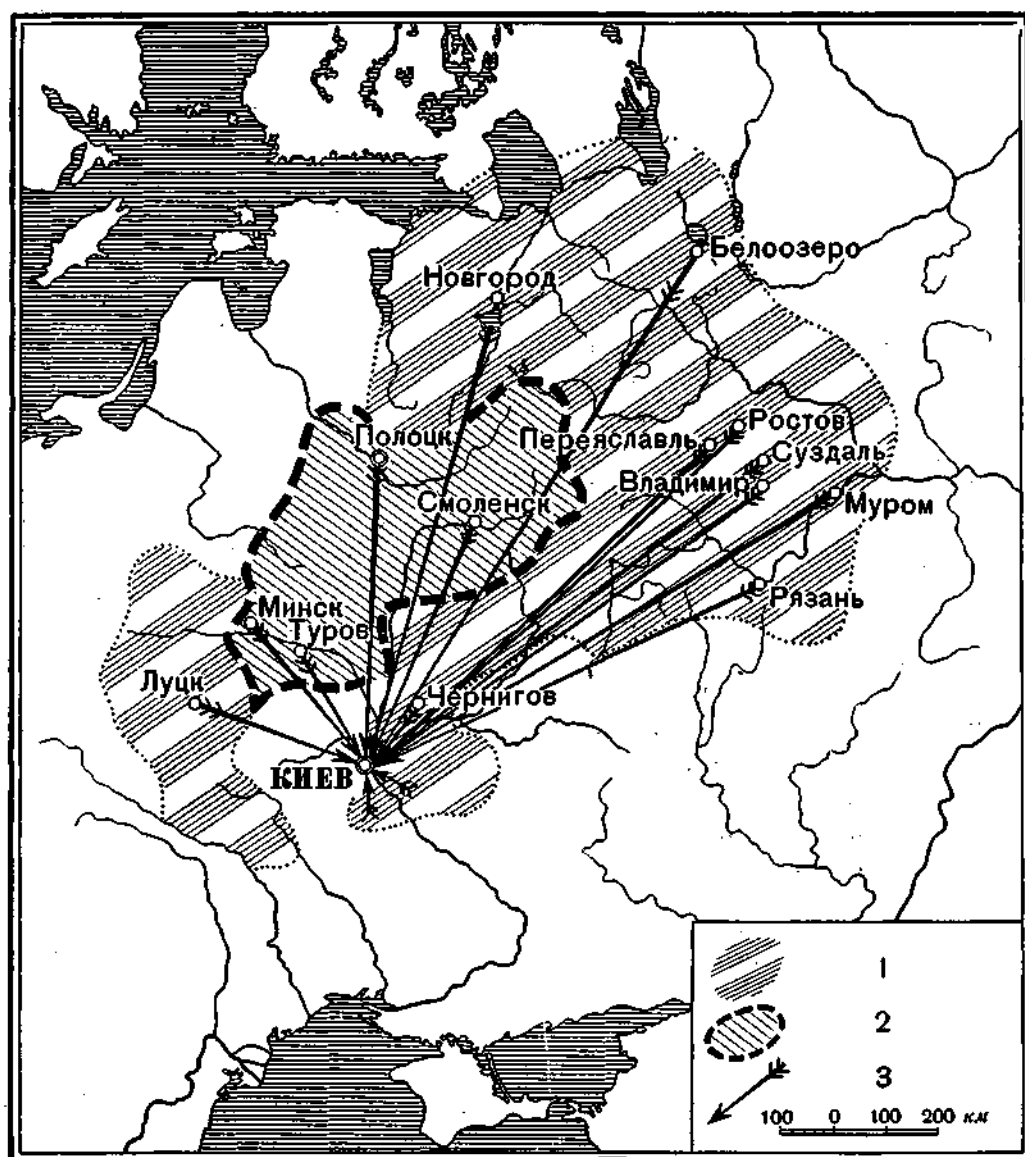 Белоозеро
Новгород
Ростов
Переяславль
Суздаль
Полоцк
Владимир
Муром
Смоленск
Рязань
Минск
Туров
Луцк
Чернигов
КИЕВ
1
2
3
100 0 100 200 км